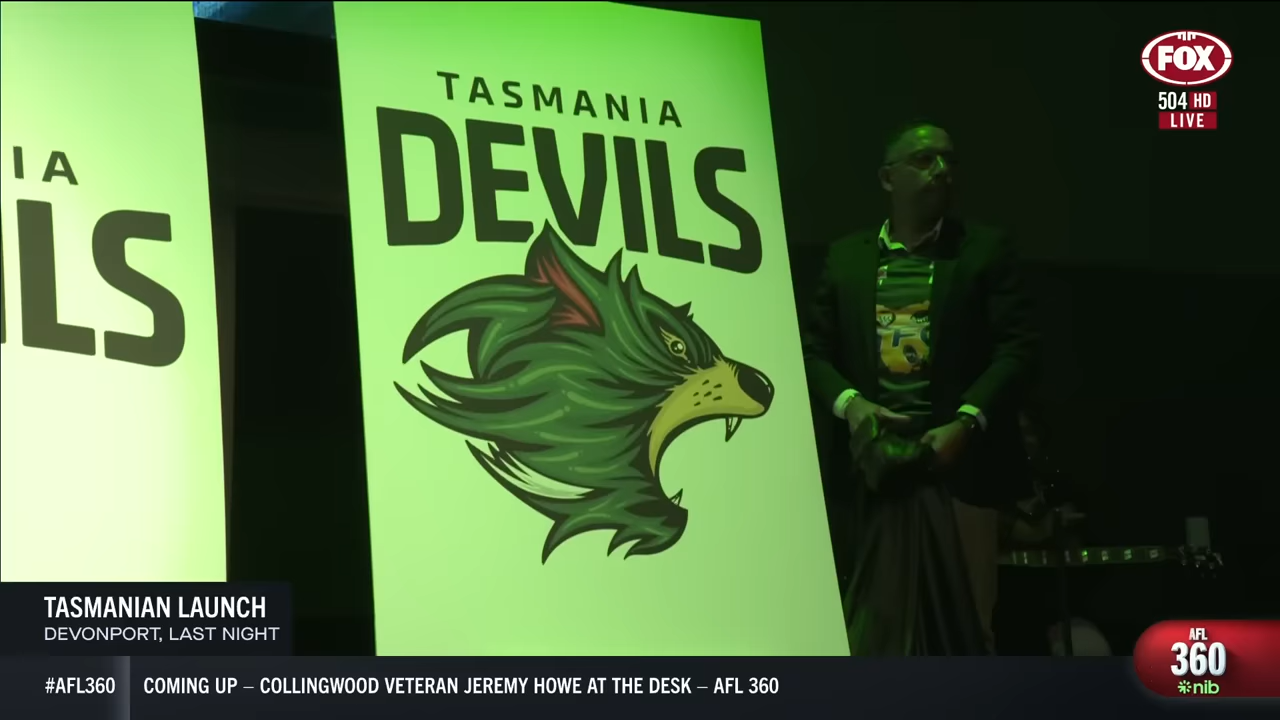 TASMANIA
DEVILS
IA
ILS
FOX
504 HD
LIVE
TASMANIAN LAUNCH
DEVONPORT, LAST NIGHT
#AFL360
COMING UP – COLLINGWOOD VETERAN JEREMY HOWE AT THE DESK – AFL 360
AFL
360
nib